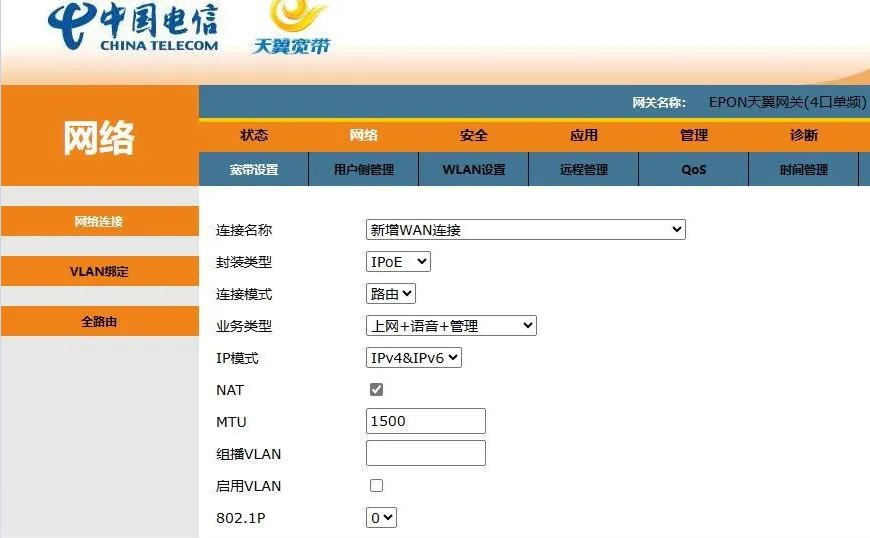 中国电信
CHINA TELECOM
天翼宽带
网关名称: EPON天翼网关(4口单频)
网络
状态 网络 安全 应用 管理 诊断
宽带设置 用户侧管理 WLAN设置 远程管理 QoS 时间管理
网络连接
VLAN绑定
全路由
连接名称 新增WAN连接
封装类型 IPoE
连接模式 路由
业务类型 上网+语音+管理
IP模式 IPv4&IPv6
NAT
MTU 1500
组播VLAN
启用VLAN
802.1P 0